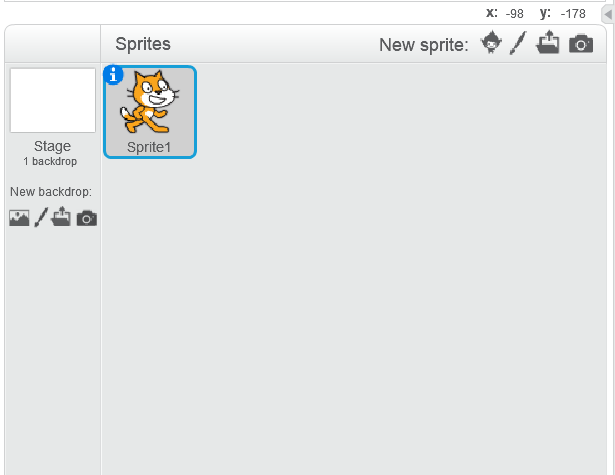 x: -98 y: -178
Sprites New sprite:
i
Sprite1
Stage
1 backdrop
New backdrop: